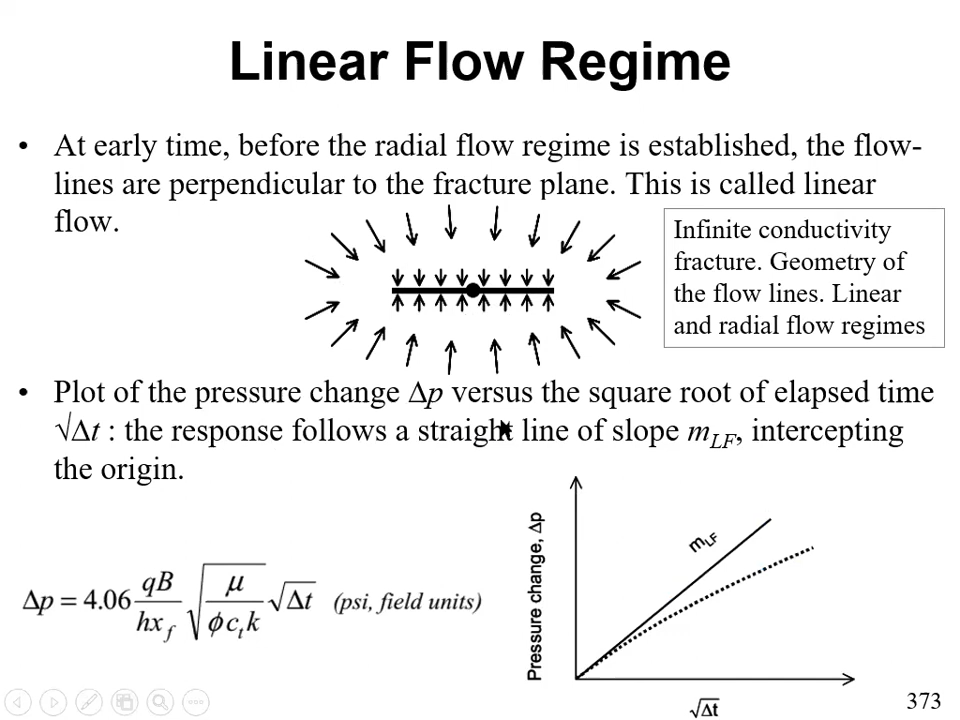 Linear Flow Regime
• At early time, before the radial flow regime is established, the flow-
lines are perpendicular to the fracture plane. This is called linear
flow.
Infinite conductivity
fracture. Geometry of
the flow lines. Linear
and radial flow regimes
• Plot of the pressure change Δp versus the square root of elapsed time
√Δt : the response follows a straight line of slope m_LF, intercepting
the origin.
Δp = 4.06 qB/(hx_f) √(μ/(ϕ c_t k)) √Δt (psi, field units)
Pressure change, Δp
m_LF
√Δt
373